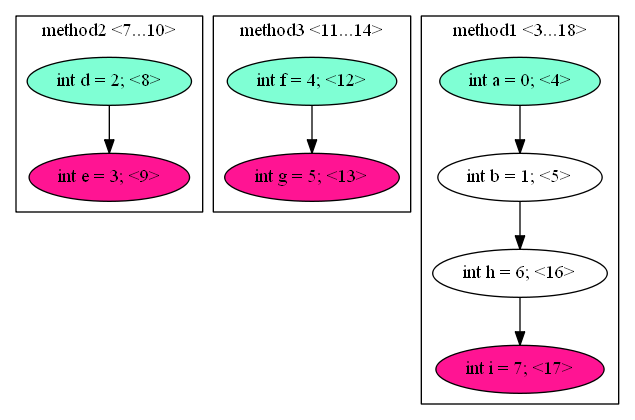 method2 <7...10>
int d = 2; <8>
int e = 3; <9>
method3 <11...14>
int f = 4; <12>
int g = 5; <13>
method1 <3...18>
int a = 0; <4>
int b = 1; <5>
int h = 6; <16>
int i = 7; <17>